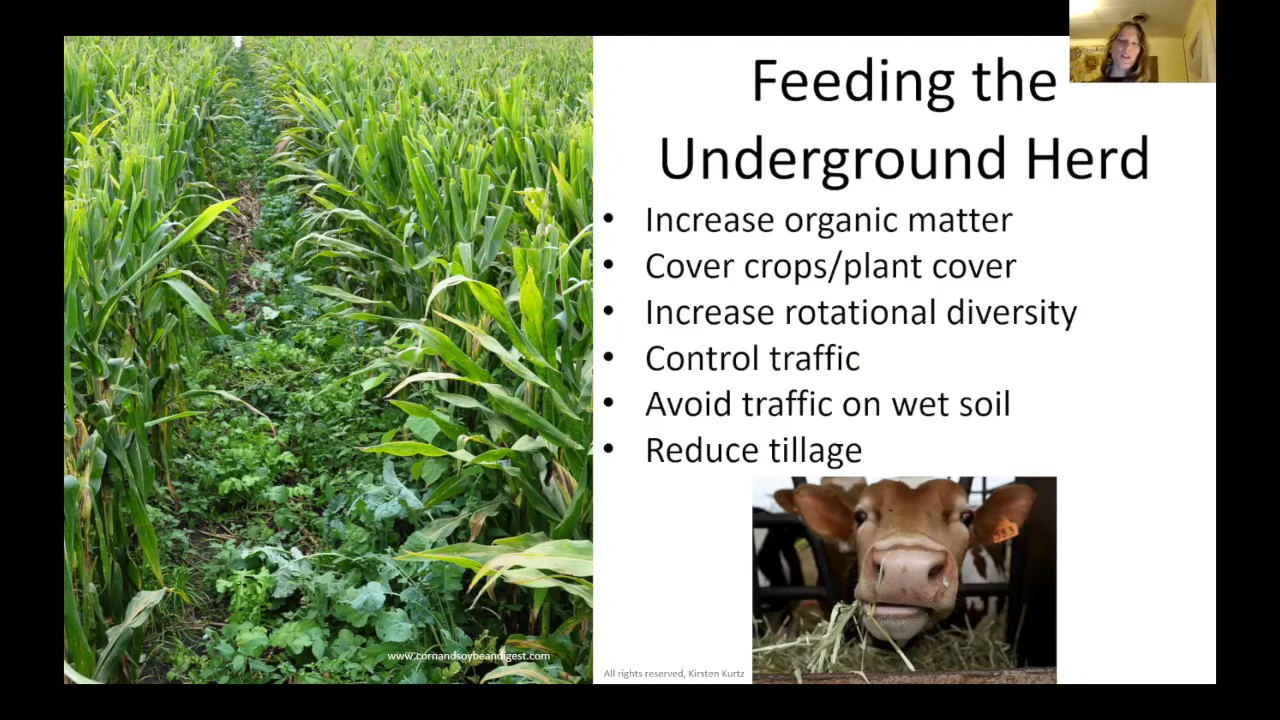 Feeding the
Underground Herd
• Increase organic matter
• Cover crops/plant cover
• Increase rotational diversity
• Control traffic
• Avoid traffic on wet soil
• Reduce tillage
583
www.cornandsoybeandigest.com
All rights reserved, Kirsten Kurtz